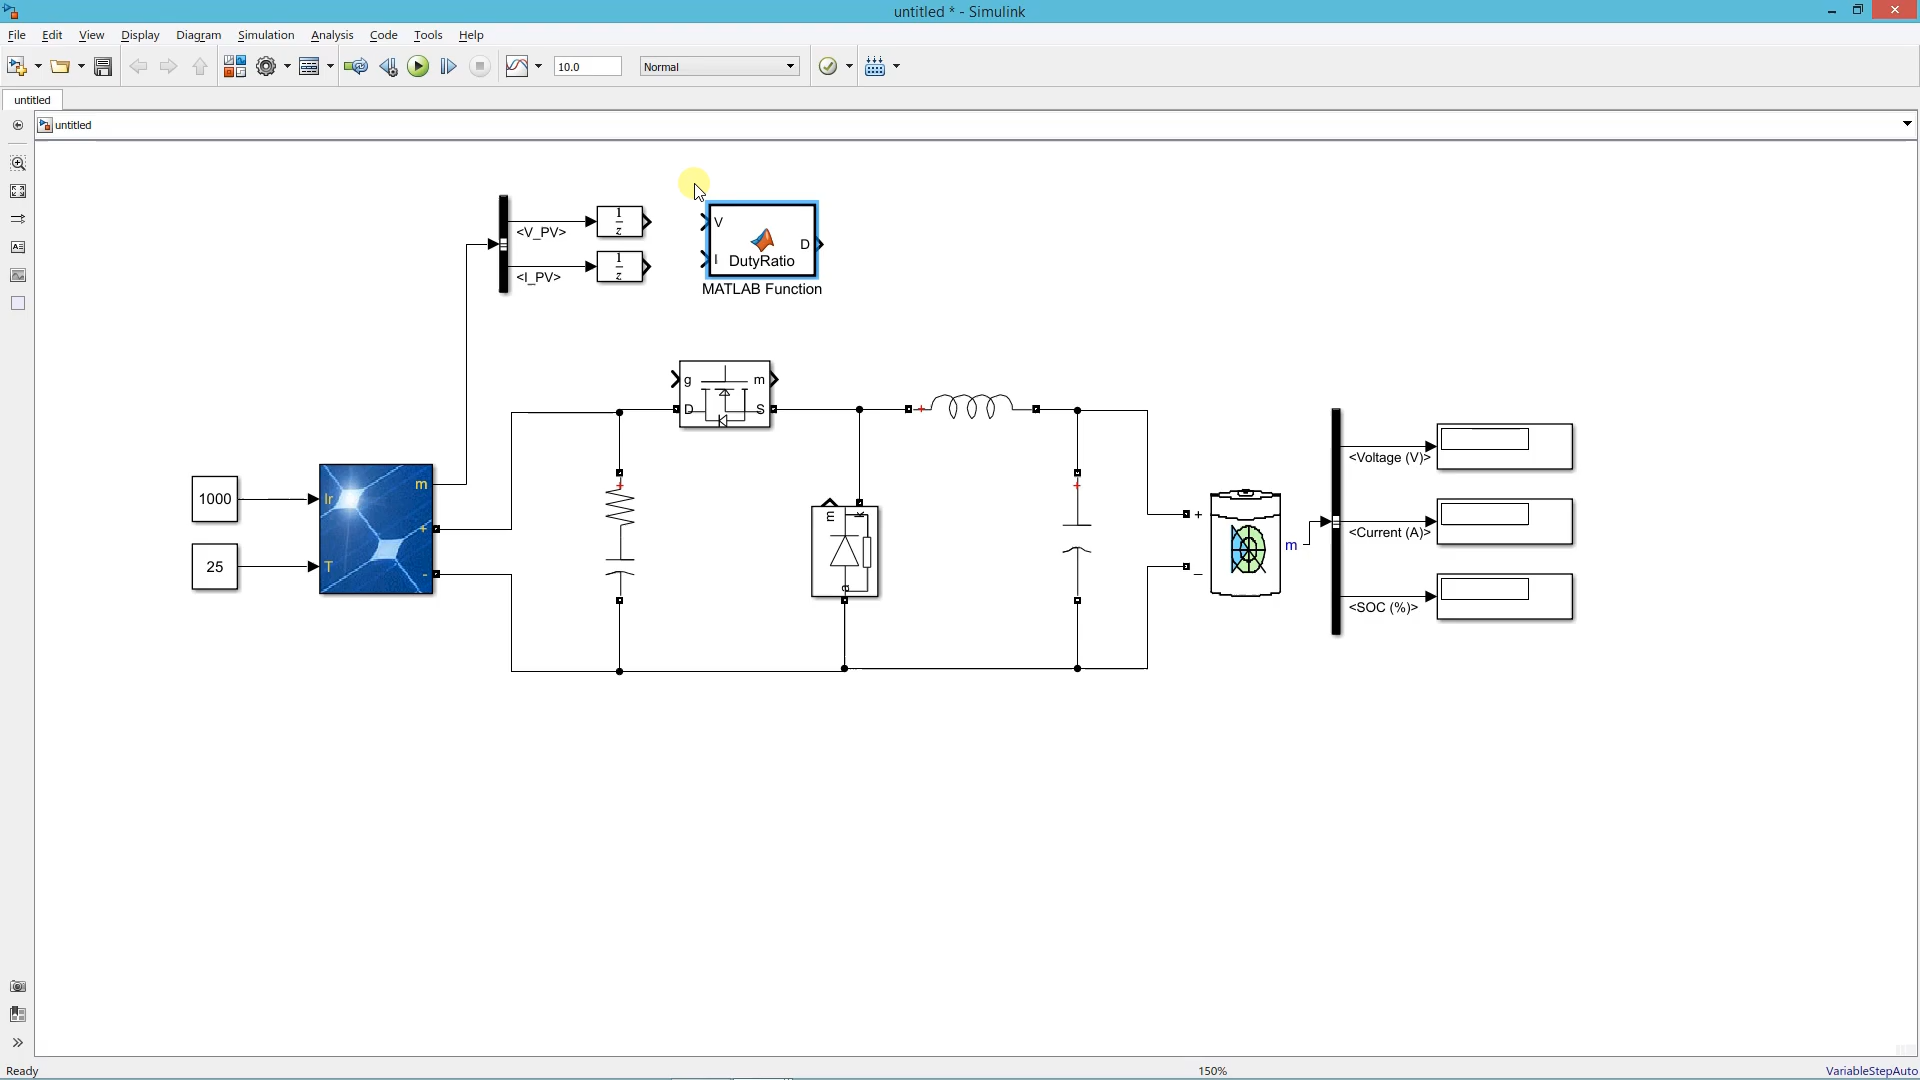 untitled * - Simulink
File Edit View Display Diagram Simulation Analysis Code Tools Help
10.0 Normal
untitled
untitled
<V_PV>
1
z
<I_PV>
1
z
V
I
D
DutyRatio
MATLAB Function
g
m
D
S
1000
25
Ir
T
m
+
-
+
m
k
a
+
+
+
_
m
<Voltage (V)>
<Current (A)>
<SOC (%)>
Ready
150%
VariableStepAuto